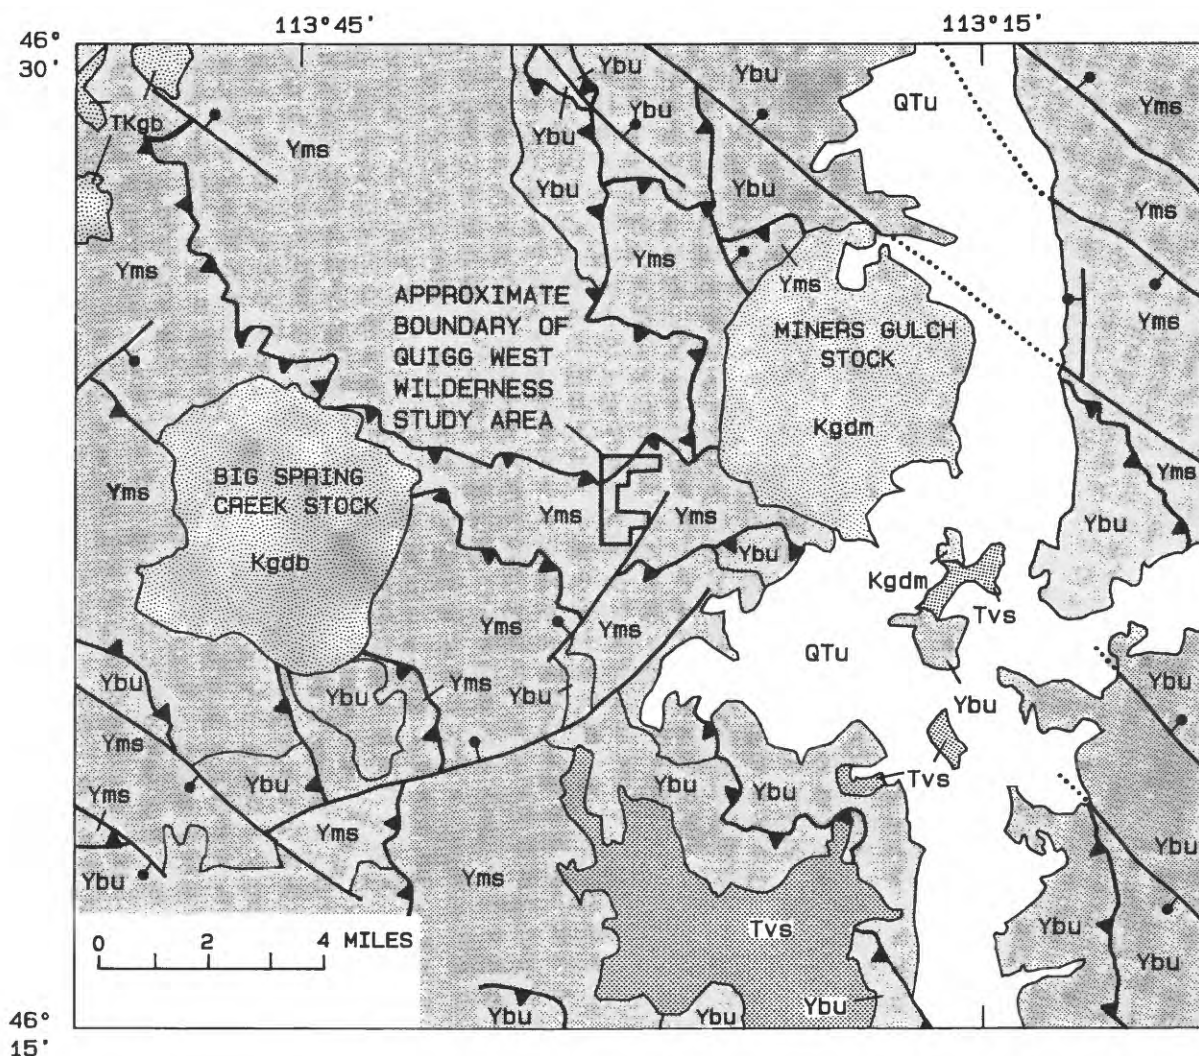 113°45'
113°15'
46°
30'
Ybu
Ybu
QTu
TKgb
Yms
Ybu
Yms
Ybu
Ybu
Yms
Yms
Yms
Yms
APPROXIMATE
BOUNDARY OF
QUIGG WEST
WILDERNESS
STUDY AREA
MINERS GULCH
STOCK
Yms
Kgdm
BIG SPRING
CREEK STOCK
Yms
Yms
Yms
Yms
Ybu
Kgdb
Ybu
Kgdm
Tvs
Yms
Yms
QTu
Ybu
Ybu
Yms
Ybu
Ybu
Ybu
Yms
Ybu
Ybu
Ybu
Tvs
Yms
Yms
Ybu
Ybu
Yms
Tvs
Ybu
Ybu
0 2 4 MILES
Ybu
Ybu
Ybu
46°
15'